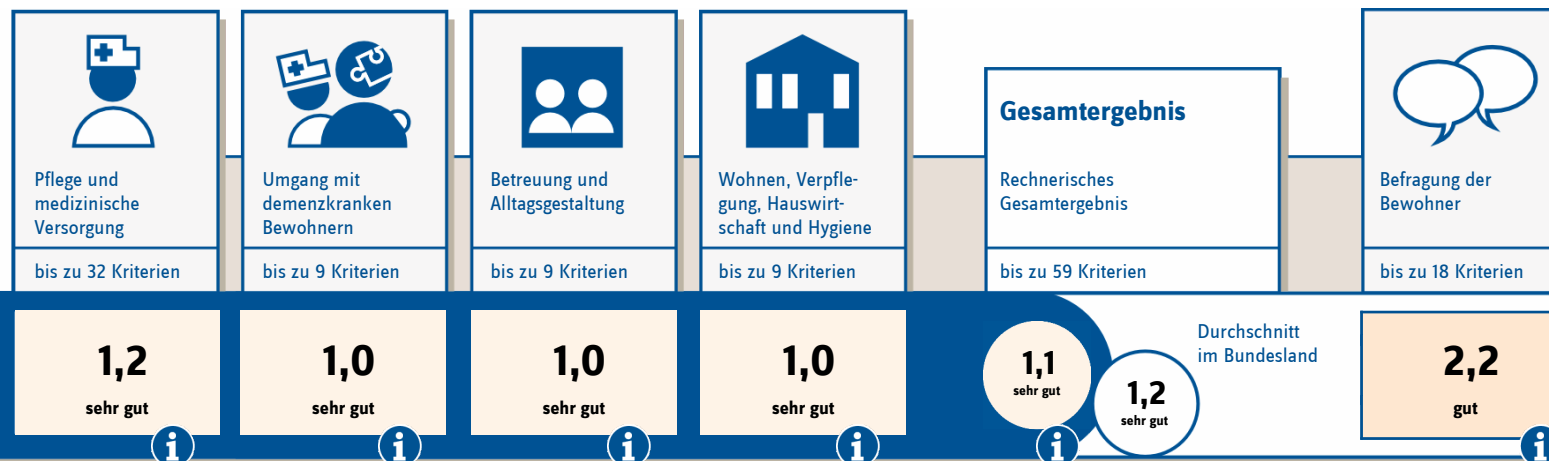 Pflege und
medizinische
Versorgung
bis zu 32 Kriterien
1,2
sehr gut
i
Umgang mit
demenzkranken
Bewohnern
bis zu 9 Kriterien
1,0
sehr gut
i
Betreuung und
Alltagsgestaltung
bis zu 9 Kriterien
1,0
sehr gut
i
Wohnen, Verpfle-
gung, Hauswirt-
schaft und Hygiene
bis zu 9 Kriterien
1,0
sehr gut
i
Gesamtergebnis
Rechnerisches
Gesamtergebnis
bis zu 59 Kriterien
1,1
sehr gut
i
Durchschnitt
im Bundesland
1,2
sehr gut
Befragung der
Bewohner
bis zu 18 Kriterien
2,2
gut
i